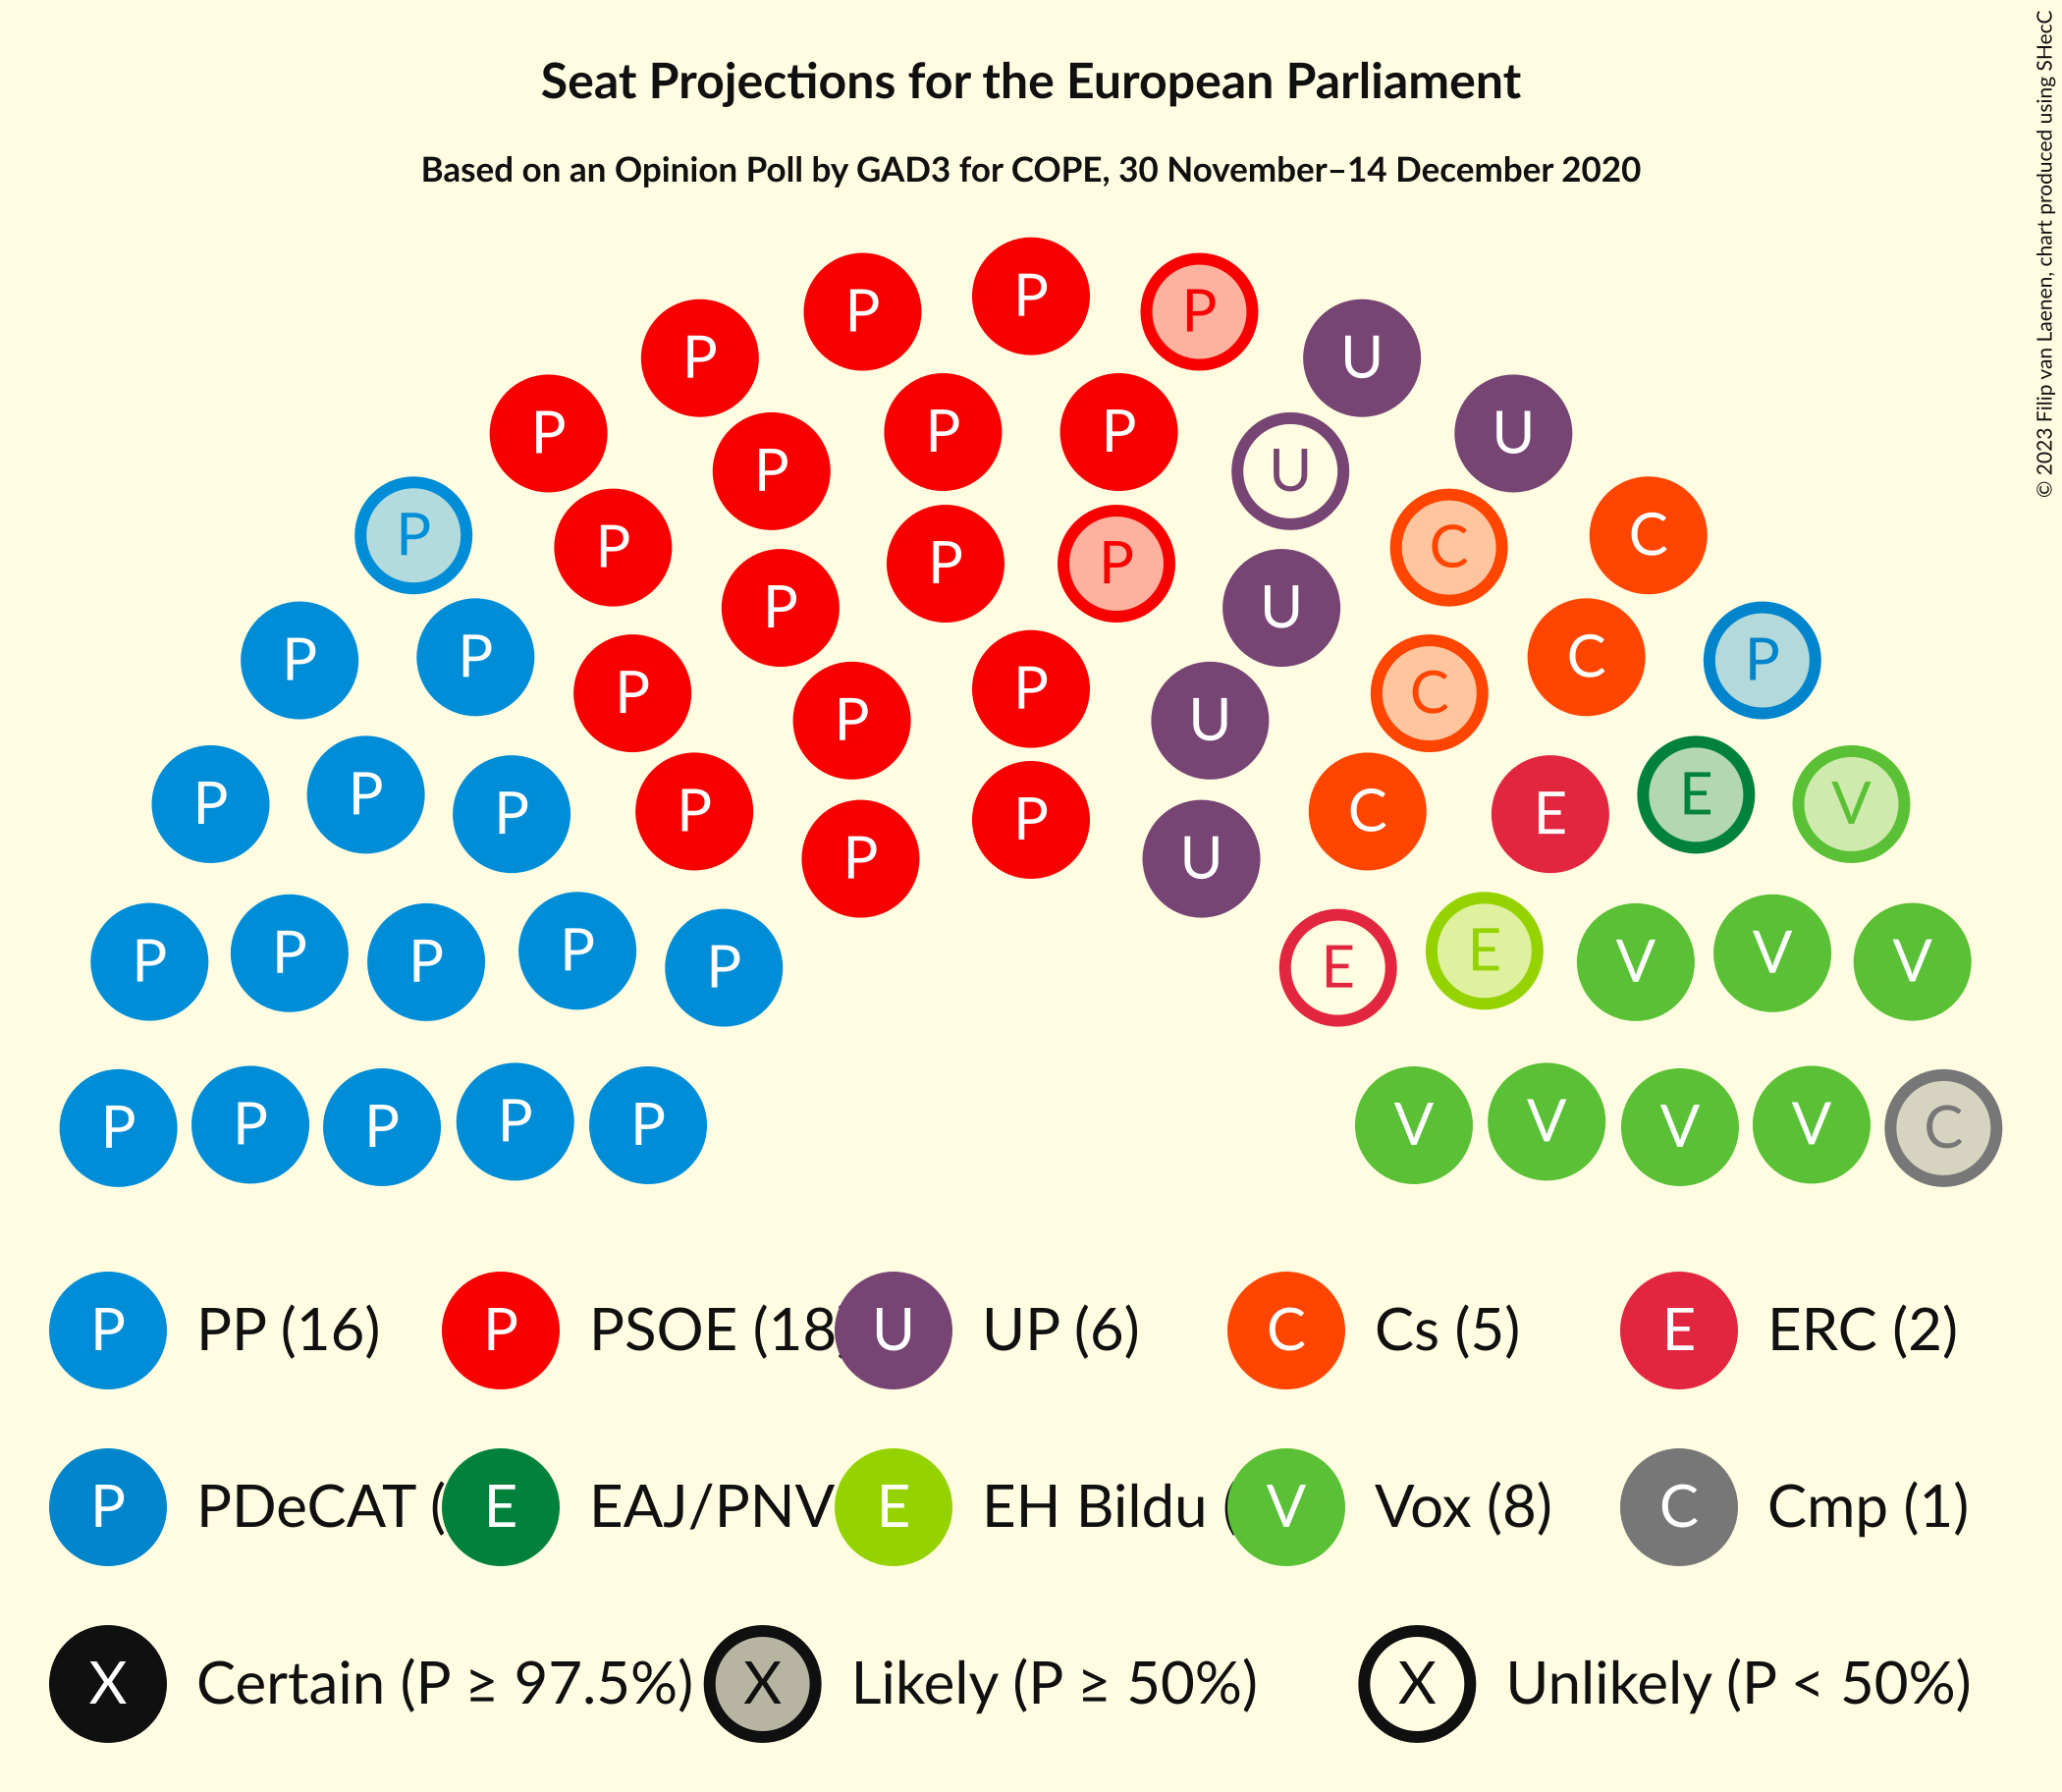 Seat Projections for the European Parliament
Based on an Opinion Poll by GAD3 for COPE, 30 November–14 December 2020
© 2023 Filip van Laenen, chart produced using SHecC
P P P P U
P P P U
P U C C
P P P P U
P P P C P
P P P C
P P U
P P P P C E E V
P P U
P P P P P E E V V V
P P P P P V V V V C
P PP (16) P PSOE (18 U UP (6) C Cs (5) E ERC (2)
P PDeCAT ( E EAJ/PNV E EH Bildu ( V Vox (8) C Cmp (1)
X Certain (P ≥ 97.5%) X Likely (P ≥ 50%) X Unlikely (P < 50%)